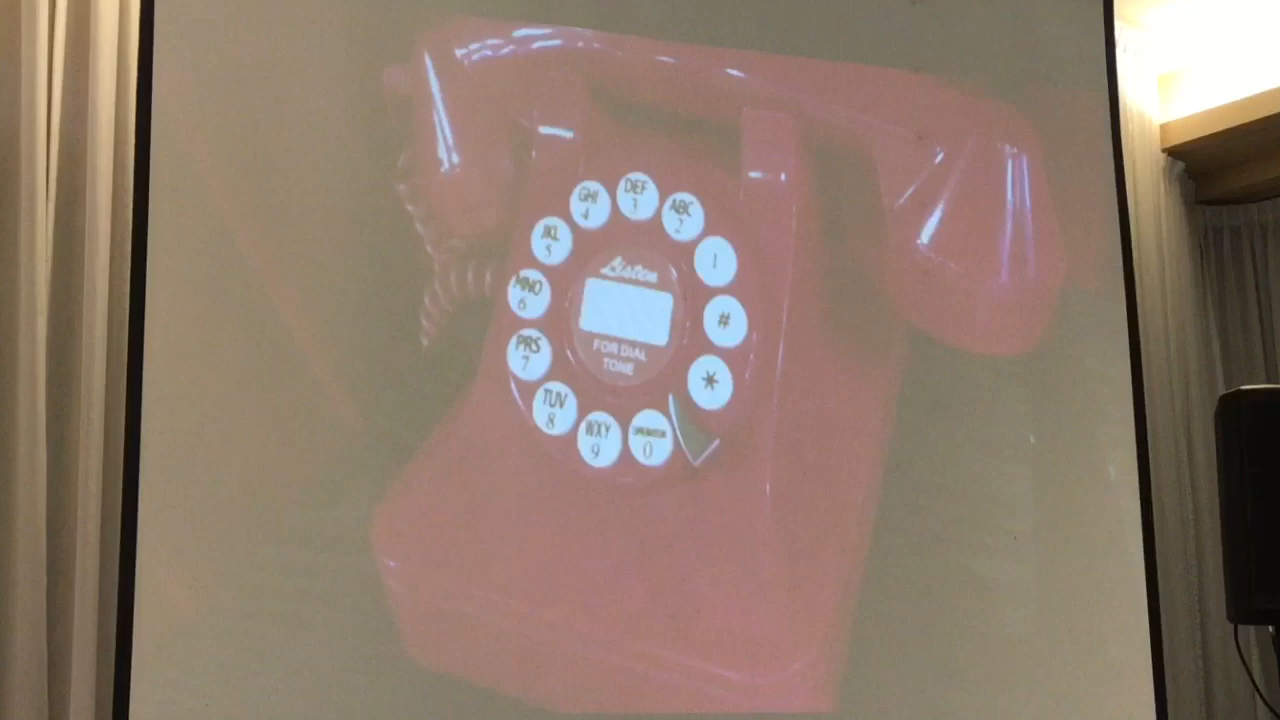 DEF
3
GHI
4
ABC
2
JKL
5
1
MNO
6
Listen
FOR DIAL
TONE
#
PRS
7
*
TUV
8
WXY
9
OPERATOR
0